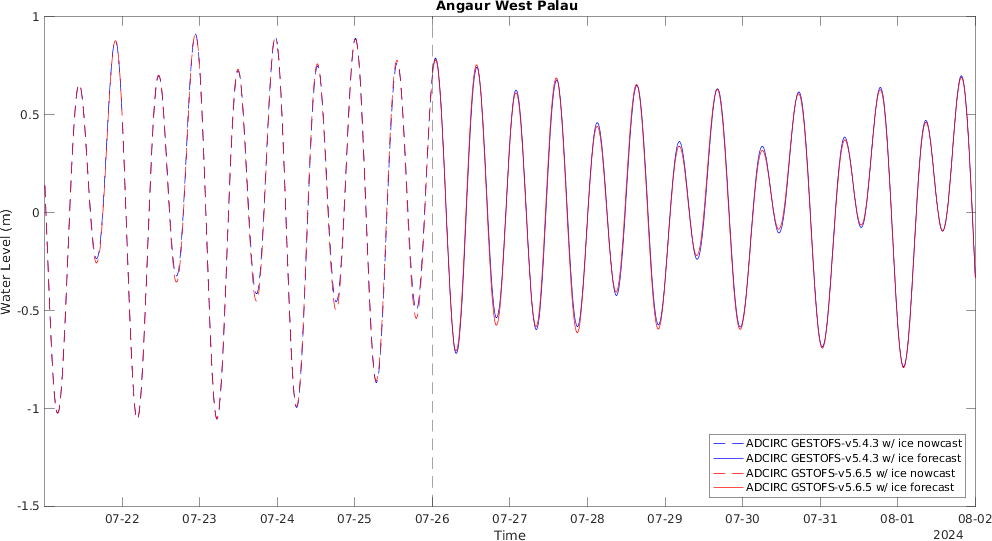 Angaur West Palau
1
0.5
0
-0.5
-1
-1.5
Water Level (m)
ADCIRC GESTOFS-v5.4.3 w/ ice nowcast
ADCIRC GESTOFS-v5.4.3 w/ ice forecast
ADCIRC GSTOFS-v5.6.5 w/ ice nowcast
ADCIRC GSTOFS-v5.6.5 w/ ice forecast
07-22 07-23 07-24 07-25 07-26 07-27 07-28 07-29 07-30 07-31 08-01 08-02
Time
2024